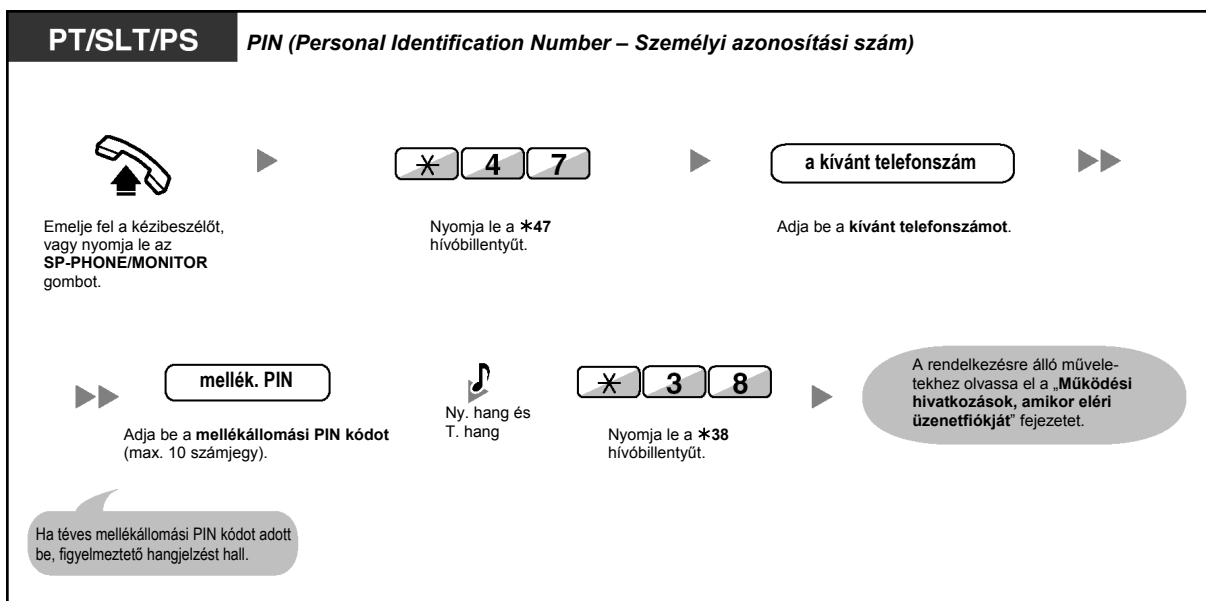 PT/SLT/PS
PIN (Personal Identification Number – Személyi azonosítási szám)
✳ 4 7
a kívánt telefonszám
Emelje fel a kézibeszélőt,
vagy nyomja le az
SP-PHONE/MONITOR
gombot.
Nyomja le a ✳47
hívóbillentyűt.
Adja be a kívánt telefonszámot.
mellék. PIN
Adja be a mellékállomási PIN kódot
(max. 10 számjegy).
Ny. hang és
T. hang
✳ 3 8
Nyomja le a ✳38
hívóbillentyűt.
A rendelkezésre álló művele-
tekhez olvassa el a „Működési
hivatkozások, amikor eléri
üzenetfiókját” fejezetet.
Ha téves mellékállomási PIN kódot adott
be, figyelmeztető hangjelzést hall.